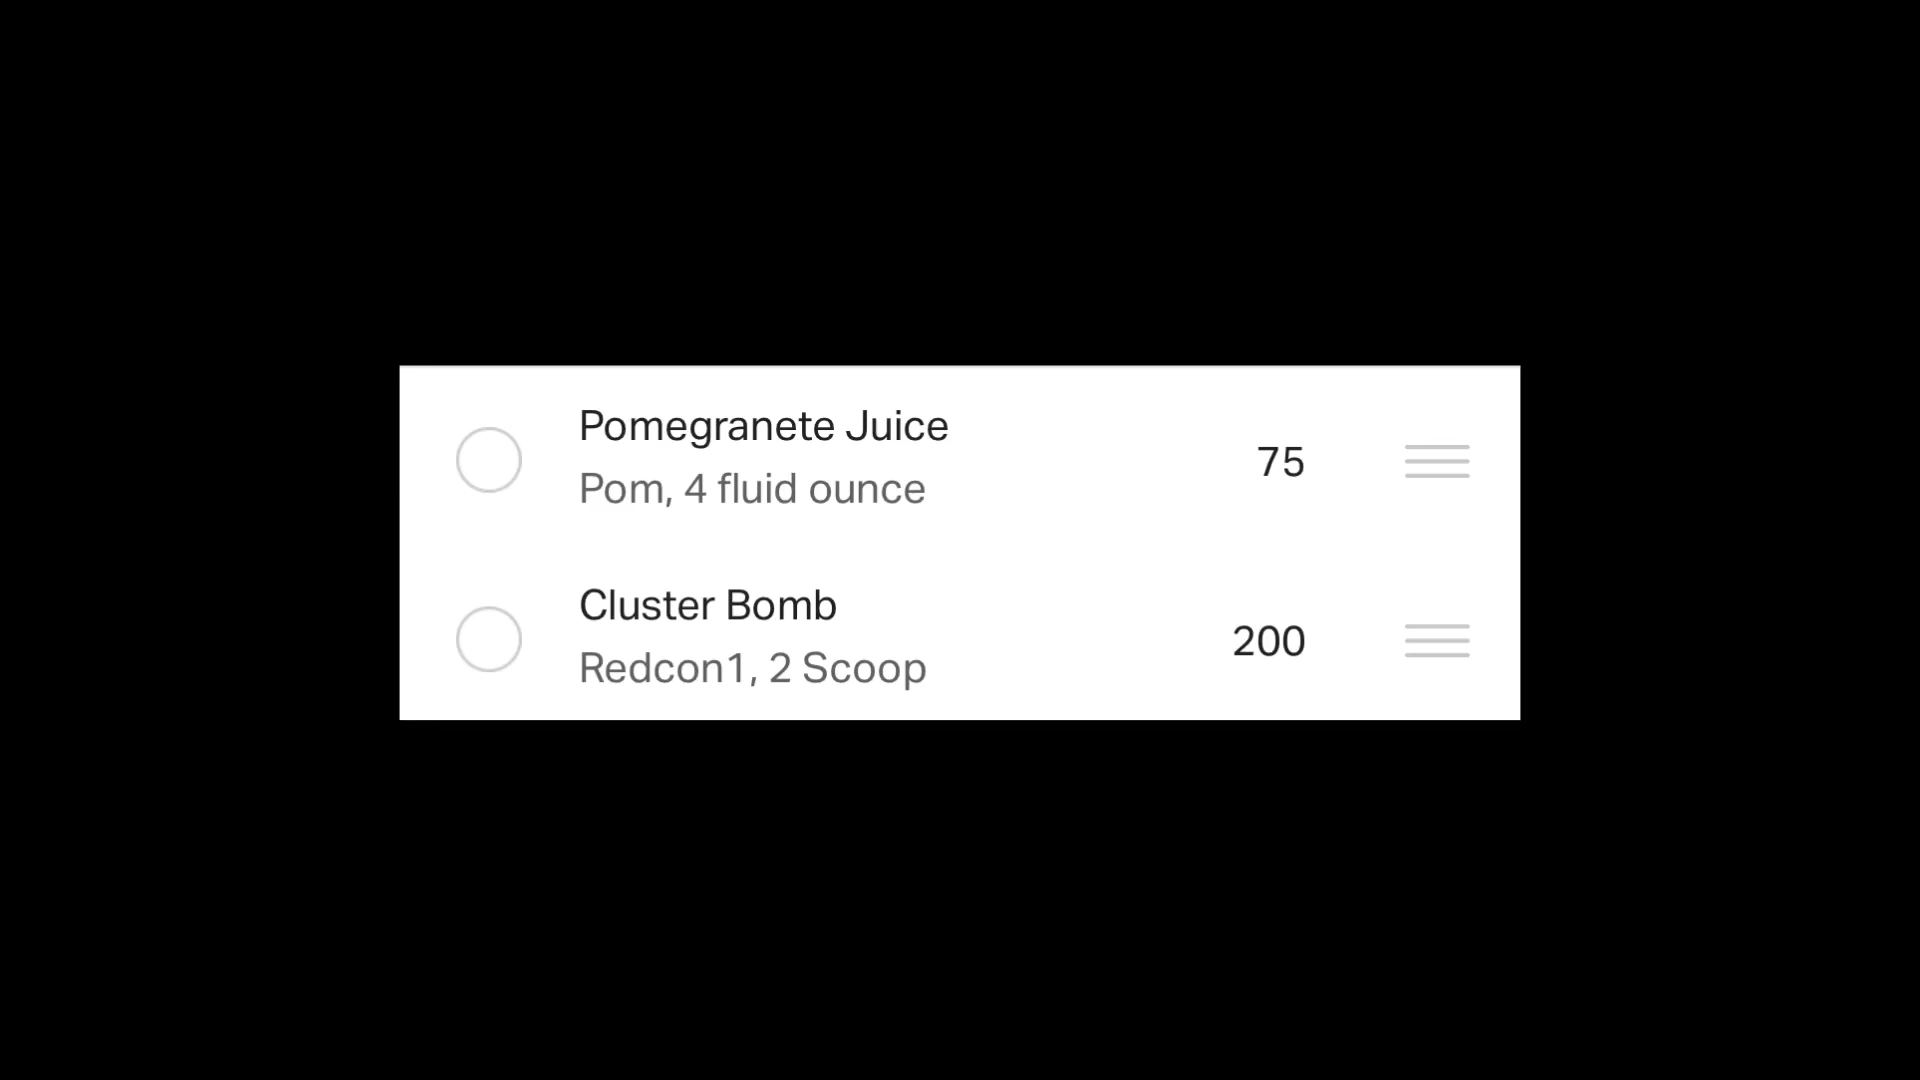 Pomegranete Juice
Pom, 4 fluid ounce
75
Cluster Bomb
Redcon1, 2 Scoop
200